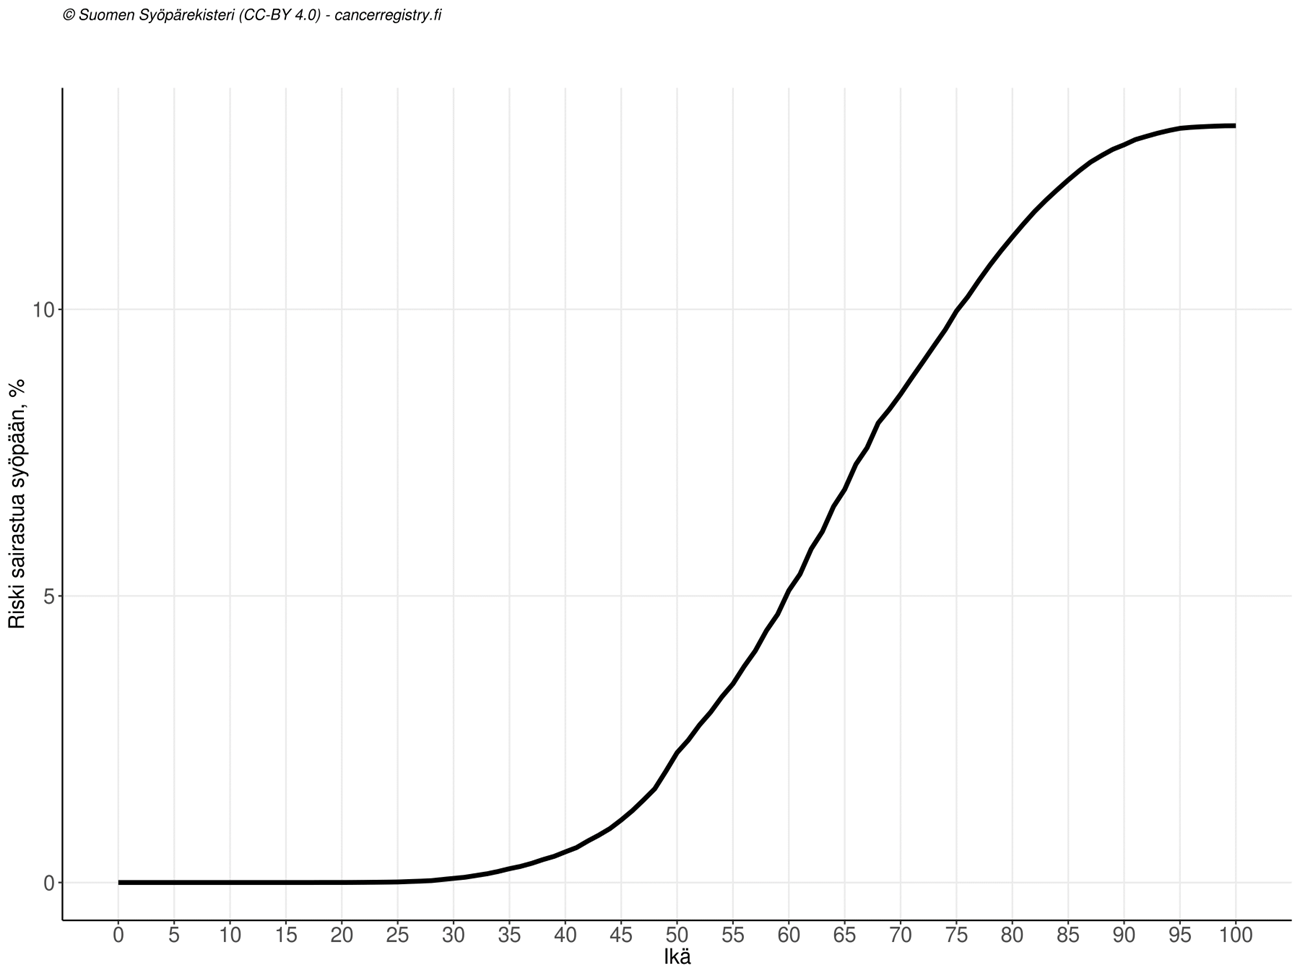 © Suomen Syöpärekisteri (CC-BY 4.0) - cancerregistry.fi
Riski sairastua syöpään, %
10
5
0
0 5 10 15 20 25 30 35 40 45 50 55 60 65 70 75 80 85 90 95 100
Ikä